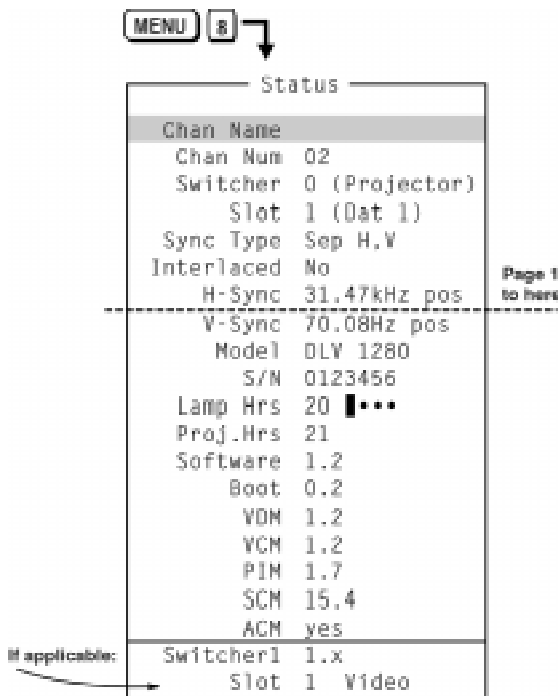 MENU 8
Status
Chan Name
Chan Num 02
Switcher 0 (Projector)
Slot 1 (Dat 1)
Sync Type Sep H,V
Interlaced No
H-Sync 31.47kHz pos
Page 1
to here
V-Sync 70.08Hz pos
Model DLV 1280
S/N 0123456
Lamp Hrs 20 ▮•••
Proj.Hrs 21
Software 1.2
Boot 0.2
VDM 1.2
VCM 1.2
PIM 1.7
SCM 15.4
ACM yes
If applicable:
Switcher1 1.x
Slot 1 Video